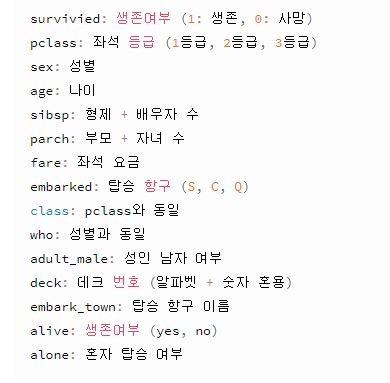 survivied: 생존여부 (1: 생존, 0: 사망)
pclass: 좌석 등급 (1등급, 2등급, 3등급)
sex: 성별
age: 나이
sibsp: 형제 + 배우자 수
parch: 부모 + 자녀 수
fare: 좌석 요금
embarked: 탑승 항구 (S, C, Q)
class: pclass와 동일
who: 성별과 동일
adult_male: 성인 남자 여부
deck: 데크 번호 (알파벳 + 숫자 혼용)
embark_town: 탑승 항구 이름
alive: 생존여부 (yes, no)
alone: 혼자 탑승 여부